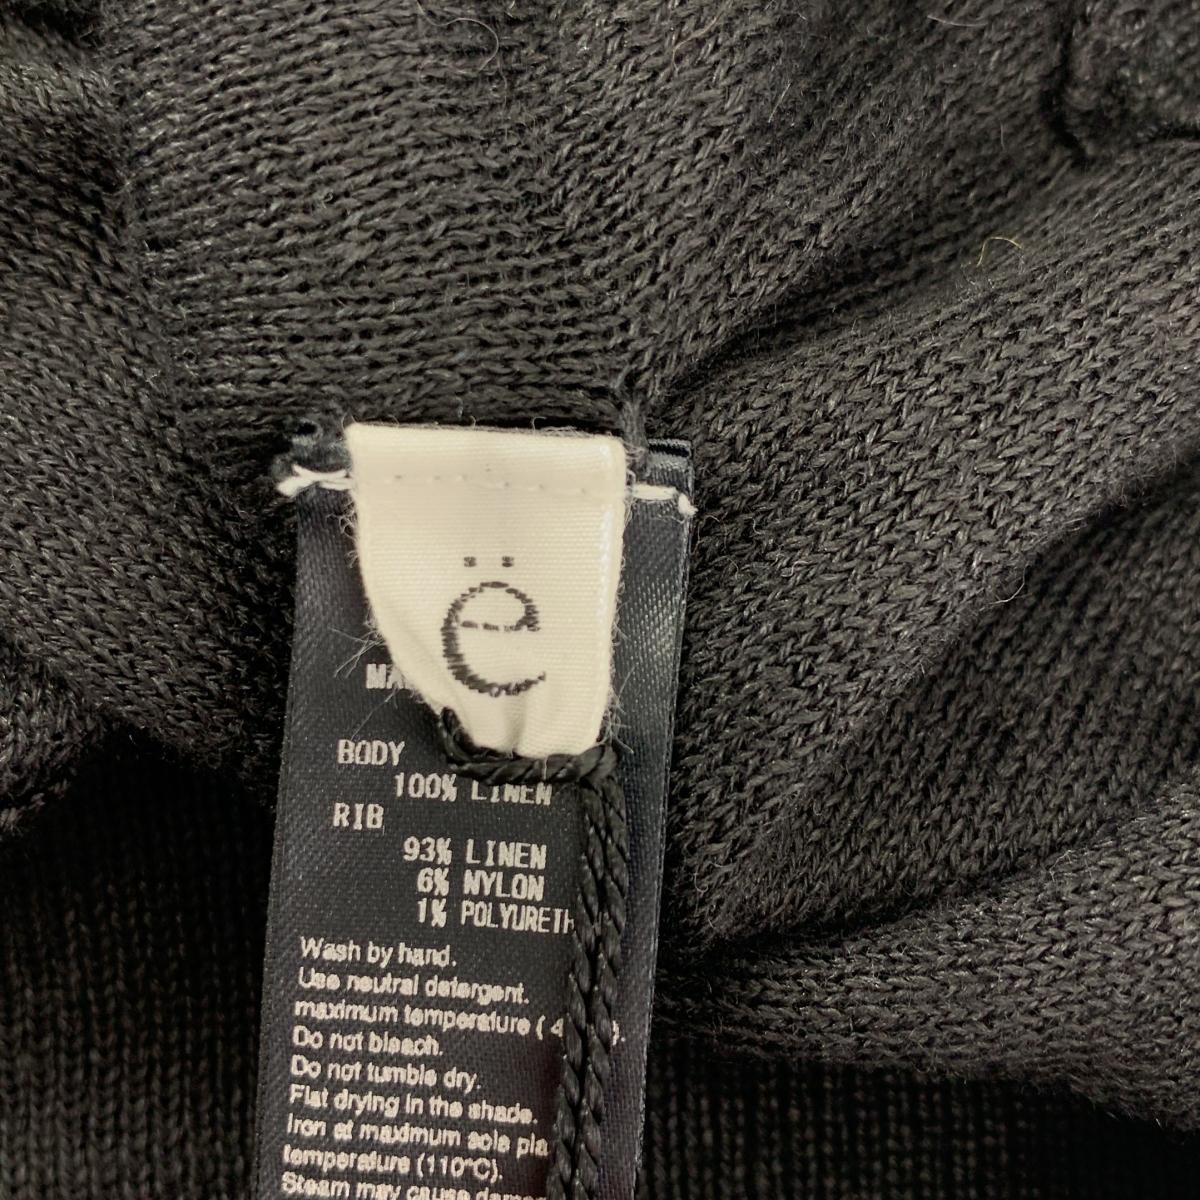 ë
BODY
100% LINEN
RIB
93% LINEN
6% NYLON
1% POLYURETH
Wash by hand.
Use neutral detergent.
maximum temperature ( 4 ).
Do not bleach.
Do not tumble dry.
Flat drying in the shade.
Iron at maximum sole pla
temperature (110°C).
Steam may cause